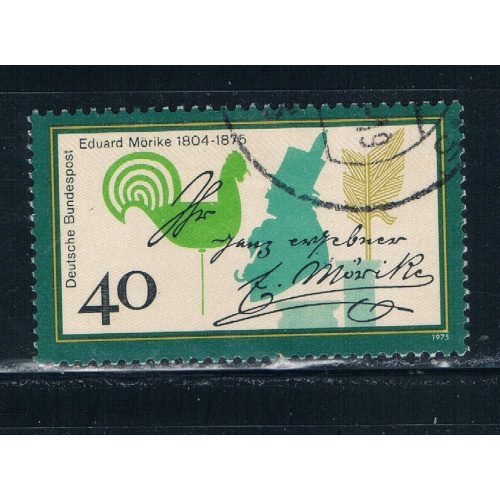 Eduard Mörike 1804-1875
Deutsche Bundespost
Ihr
ganz ergebner
E. Mörike
40
1975